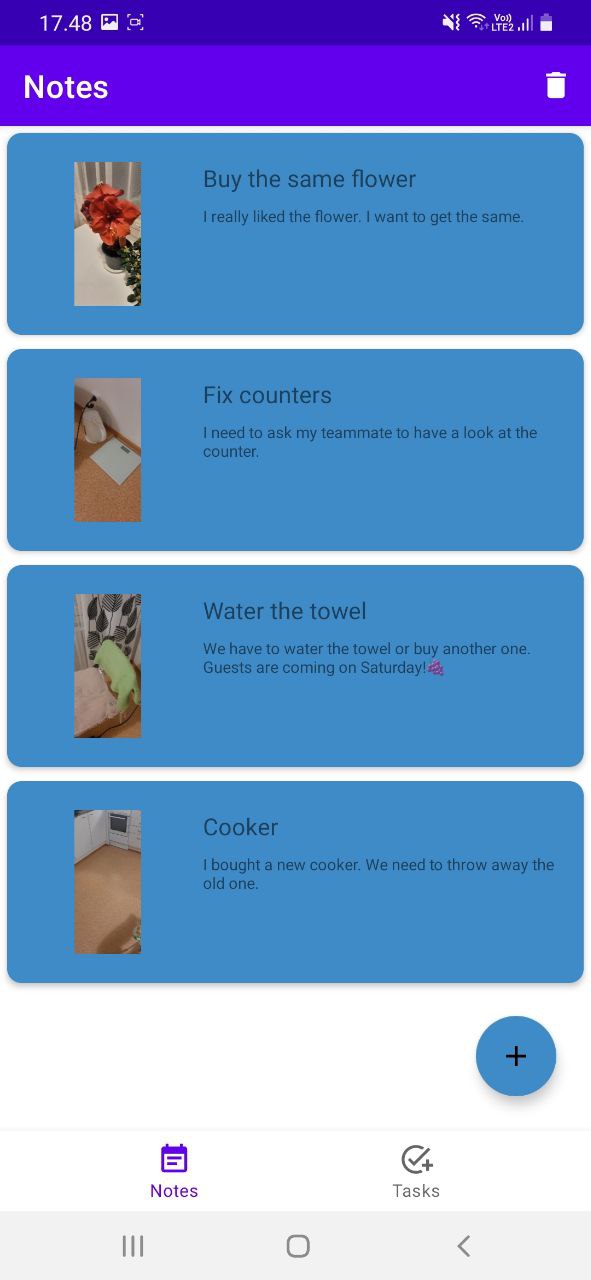 17.48
Vo))
LTE2
Notes
Buy the same flower
I really liked the flower. I want to get the same.
Fix counters
I need to ask my teammate to have a look at the
counter.
Water the towel
We have to water the towel or buy another one.
Guests are coming on Saturday!🍇
Cooker
I bought a new cooker. We need to throw away the
old one.
Notes
Tasks